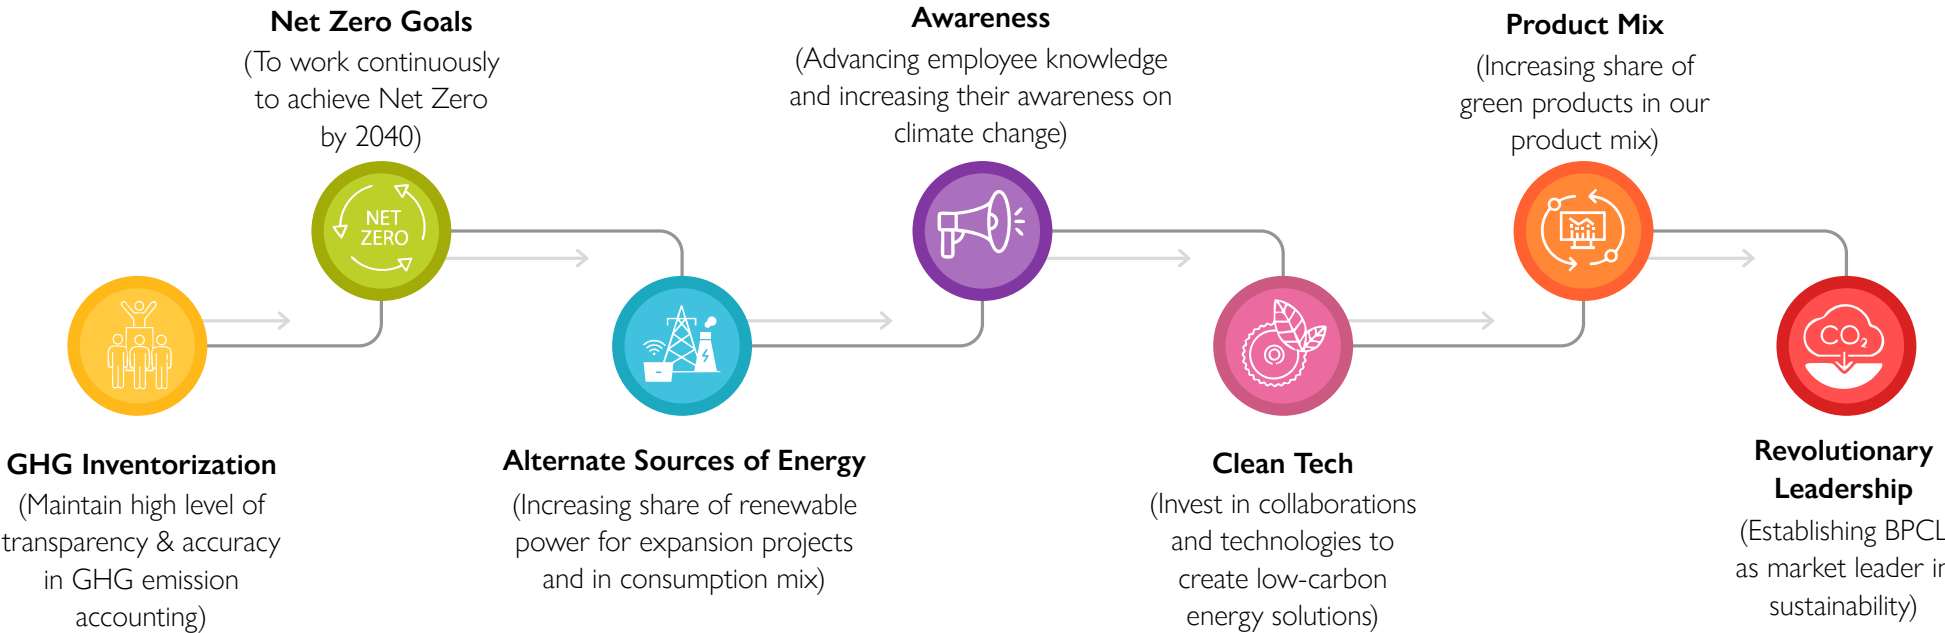 Net Zero Goals
(To work continuously
to achieve Net Zero
by 2040)
Awareness
(Advancing employee knowledge
and increasing their awareness on
climate change)
Product Mix
(Increasing share of
green products in our
product mix)
NET
ZERO
CO₂
GHG Inventorization
(Maintain high level of
transparency & accuracy
in GHG emission
accounting)
Alternate Sources of Energy
(Increasing share of renewable
power for expansion projects
and in consumption mix)
Clean Tech
(Invest in collaborations
and technologies to
create low-carbon
energy solutions)
Revolutionary
Leadership
(Establishing BPCL
as market leader in
sustainability)